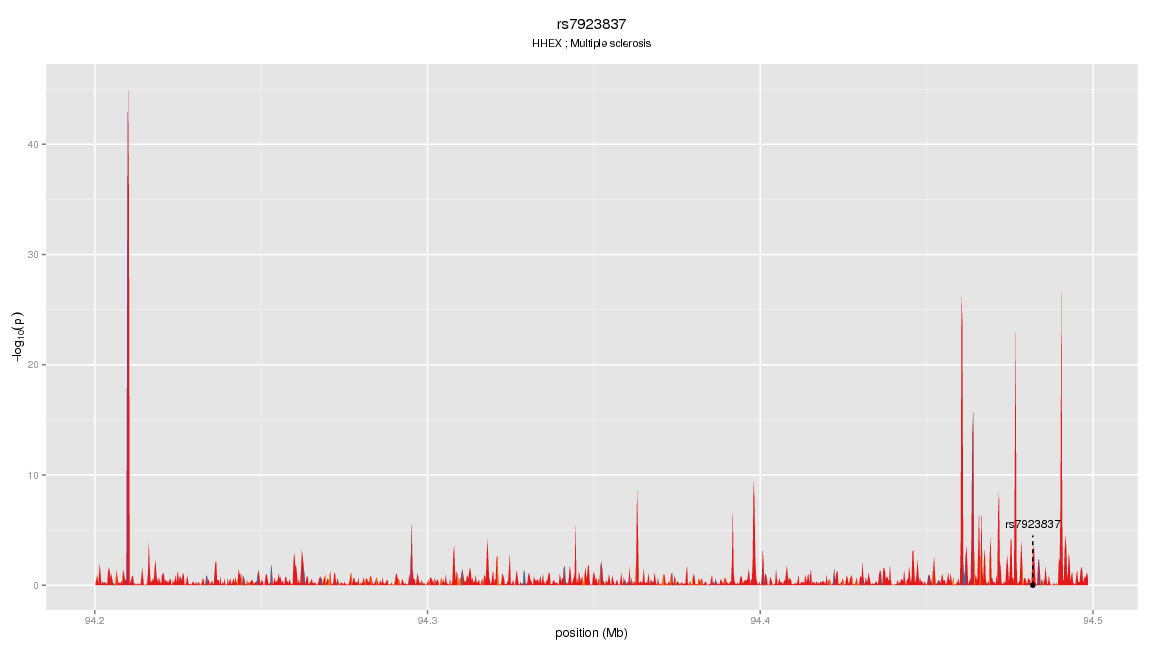 rs7923837
HHEX ; Multiple sclerosis
−log10(p)
40
30
20
10
0
rs7923837
94.2
94.3
94.4
94.5
position (Mb)